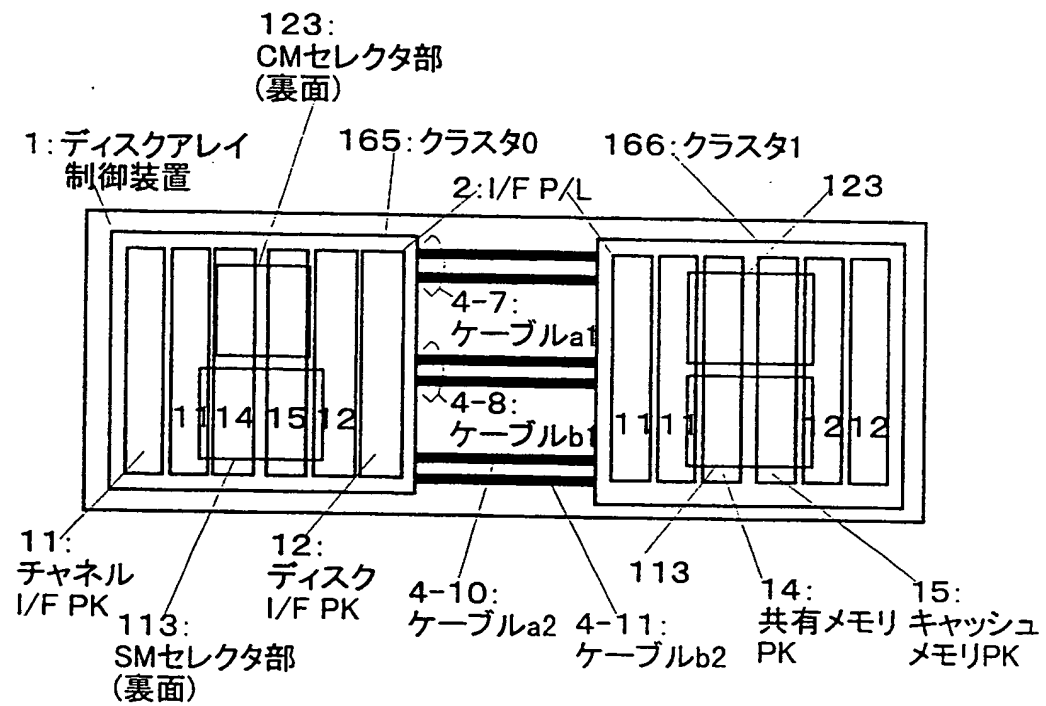 123:
CMセレクタ部
(裏面)
1:ディスクアレイ
制御装置
165:クラスタ0
2:I/F P/L
166:クラスタ1
123
4-7:
ケーブルa1
4-8:
ケーブルb1
11 14 15 12
11 11 12 12
11:
チャネル
I/F PK
113:
SMセレクタ部
(裏面)
12:
ディスク
I/F PK
4-10:
ケーブルa2
4-11:
ケーブルb2
113
14:
共有メモリ
PK
15:
キャッシュ
メモリPK